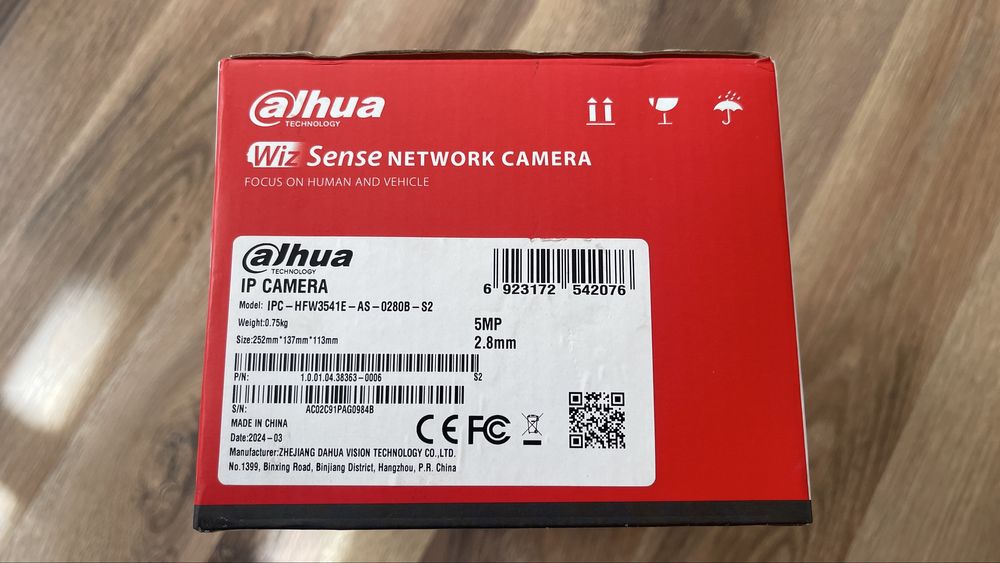 alhua
TECHNOLOGY
Wiz Sense NETWORK CAMERA
FOCUS ON HUMAN AND VEHICLE
alhua
TECHNOLOGY
IP CAMERA
Model: IPC-HFW3541E-AS-0280B-S2
Weight:0.75kg
Size:252mm*137mm*113mm
6 923172 542076
5MP
2.8mm
P/N: 1.0.01.04.38363-0006 S2
S/N: AC02C91PAG0984B
MADE IN CHINA
Date:2024-03
CE FC
Manufacturer:ZHEJIANG DAHUA VISION TECHNOLOGY CO.,LTD.
No.1399, Binxing Road, Binjiang District, Hangzhou, P.R. China